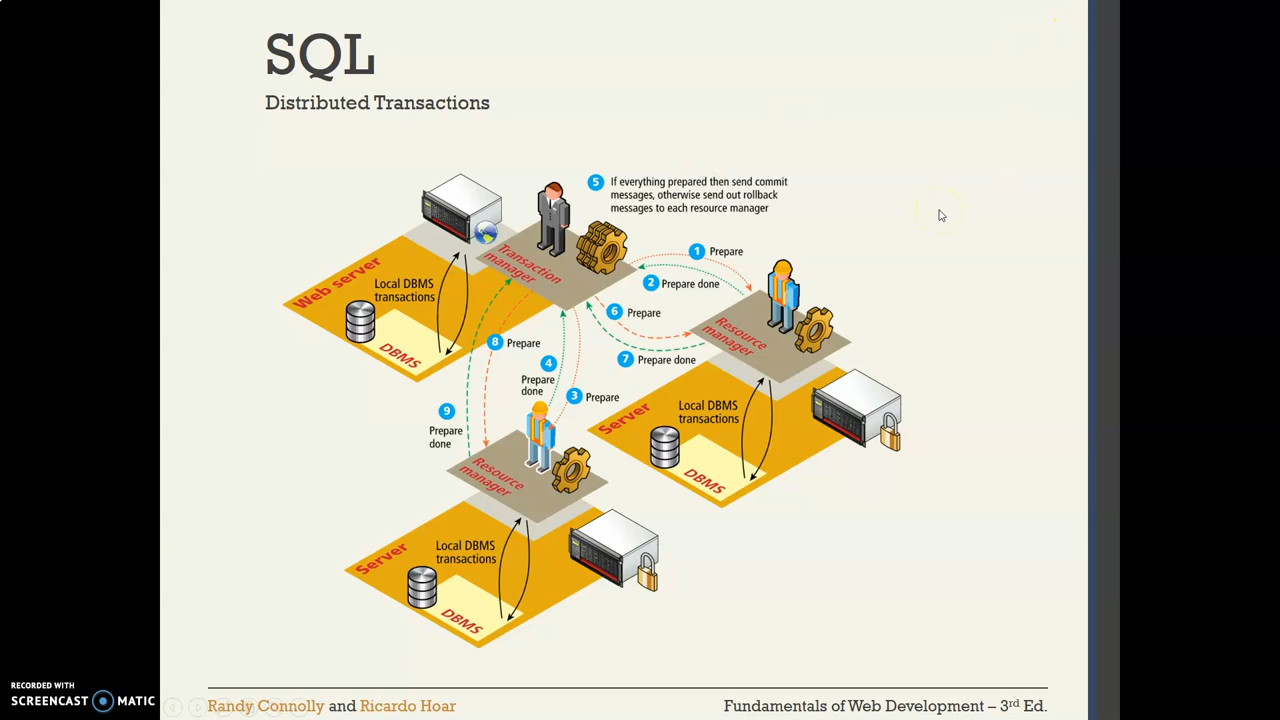 SQL
Distributed Transactions
5
If everything prepared then send commit
messages, otherwise send out rollback
messages to each resource manager
Web server
Transaction
manager
Local DBMS
transactions
DBMS
1 Prepare
2 Prepare done
6 Prepare
7 Prepare done
Resource
manager
8 Prepare
4
Prepare
done
3 Prepare
9
Prepare
done
Server
Local DBMS
transactions
DBMS
Resource
manager
Server
Local DBMS
transactions
DBMS
RECORDED WITH
SCREENCAST MATIC
Randy Connolly and Ricardo Hoar
Fundamentals of Web Development – 3rd Ed.